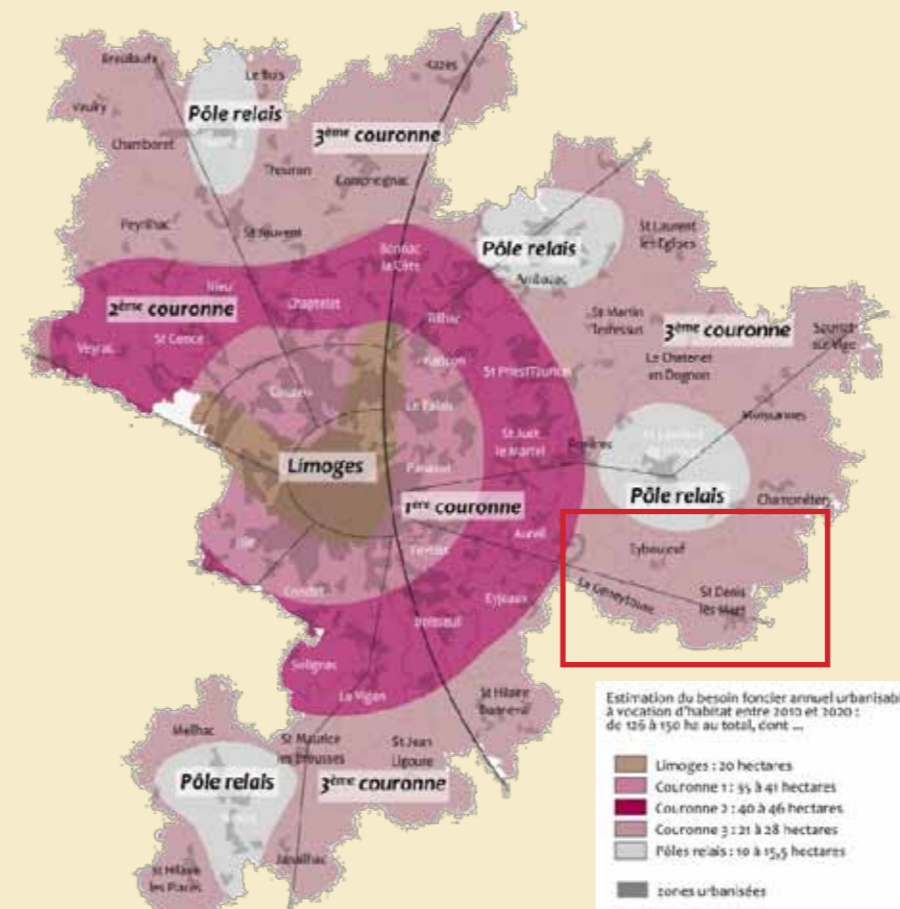 Breuilaufa
Le Buis
Razes
Vaulry
Pôle relais
3ème couronne
Chamboret
Thouron
Compreignac
Peyrilhac
St Jouvent
Bonnac
la Côte
Pôle relais
St Laurent
les Eglises
Ambazac
Nieul
2ème couronne
Chaptelat
Rilhac
St Martin
Terressus
3ème couronne
Sauviat
sur Vige
Veyrac
St Gence
Rancon
St Priest Taurion
Le Chatenet
en Dognon
Couzeix
Le Palais
Moissannes
St Just
le Martel
Royères
Limoges
Panazol
Pôle relais
1ère couronne
Champnétery
Aureil
Feytiat
Eybouleuf
Isle
Condat
Eyjeaux
La Geneytouse
St Denis
les Murs
Boisseuil
Solignac
Le Vigen
St Hilaire
Bonneval
Meilhac
St Maurice
les Brousses
St Jean
Ligoure
Pôle relais
3ème couronne
Janailhac
St Hilaire
les Places
Estimation du besoin foncier annuel urbanisable
à vocation d'habitat entre 2010 et 2020 :
de 126 à 150 ha au total, dont ...
Limoges : 20 hectares
Couronne 1 : 35 à 41 hectares
Couronne 2 : 40 à 46 hectares
Couronne 3 : 21 à 28 hectares
Pôles relais : 10 à 15,5 hectares
zones urbanisées